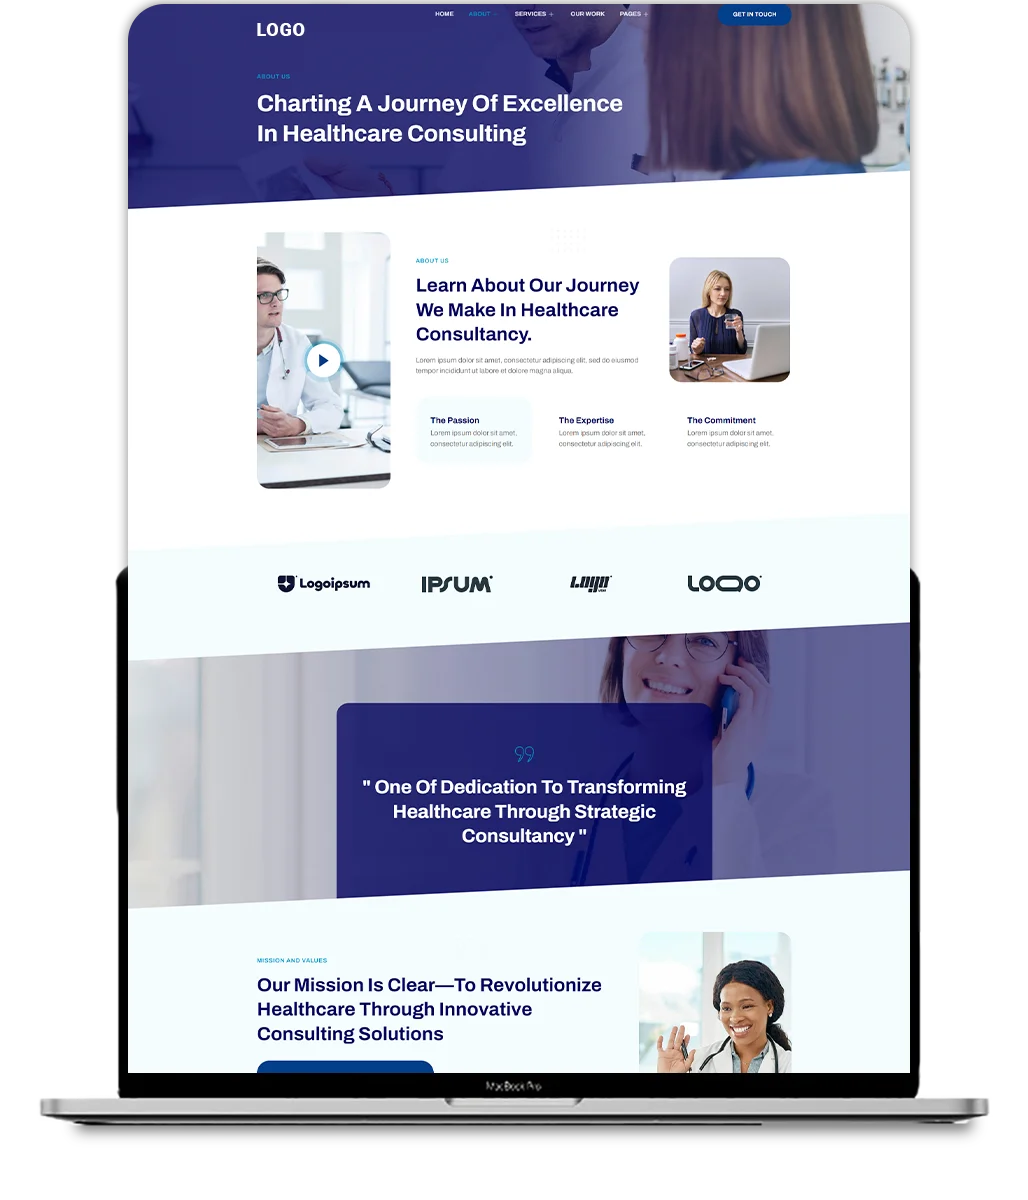 LOGO
HOME ABOUT SERVICES + OUR WORK PAGES + GET IN TOUCH
ABOUT US
Charting A Journey Of Excellence
In Healthcare Consulting
ABOUT US
Learn About Our Journey
We Make In Healthcare
Consultancy.
Lorem ipsum dolor sit amet, consectetur adipiscing elit, sed do eiusmod
tempor incididunt ut labore et dolore magna aliqua.
The Passion
Lorem ipsum dolor sit amet,
consectetur adipiscing elit.
The Expertise
Lorem ipsum dolor sit amet,
consectetur adipiscing elit.
The Commitment
Lorem ipsum dolor sit amet,
consectetur adipiscing elit.
Logoipsum
IPSUM
Logo
LOQO
" One Of Dedication To Transforming
Healthcare Through Strategic
Consultancy "
MISSION AND VALUES
Our Mission Is Clear—To Revolutionize
Healthcare Through Innovative
Consulting Solutions
MacBook Pro